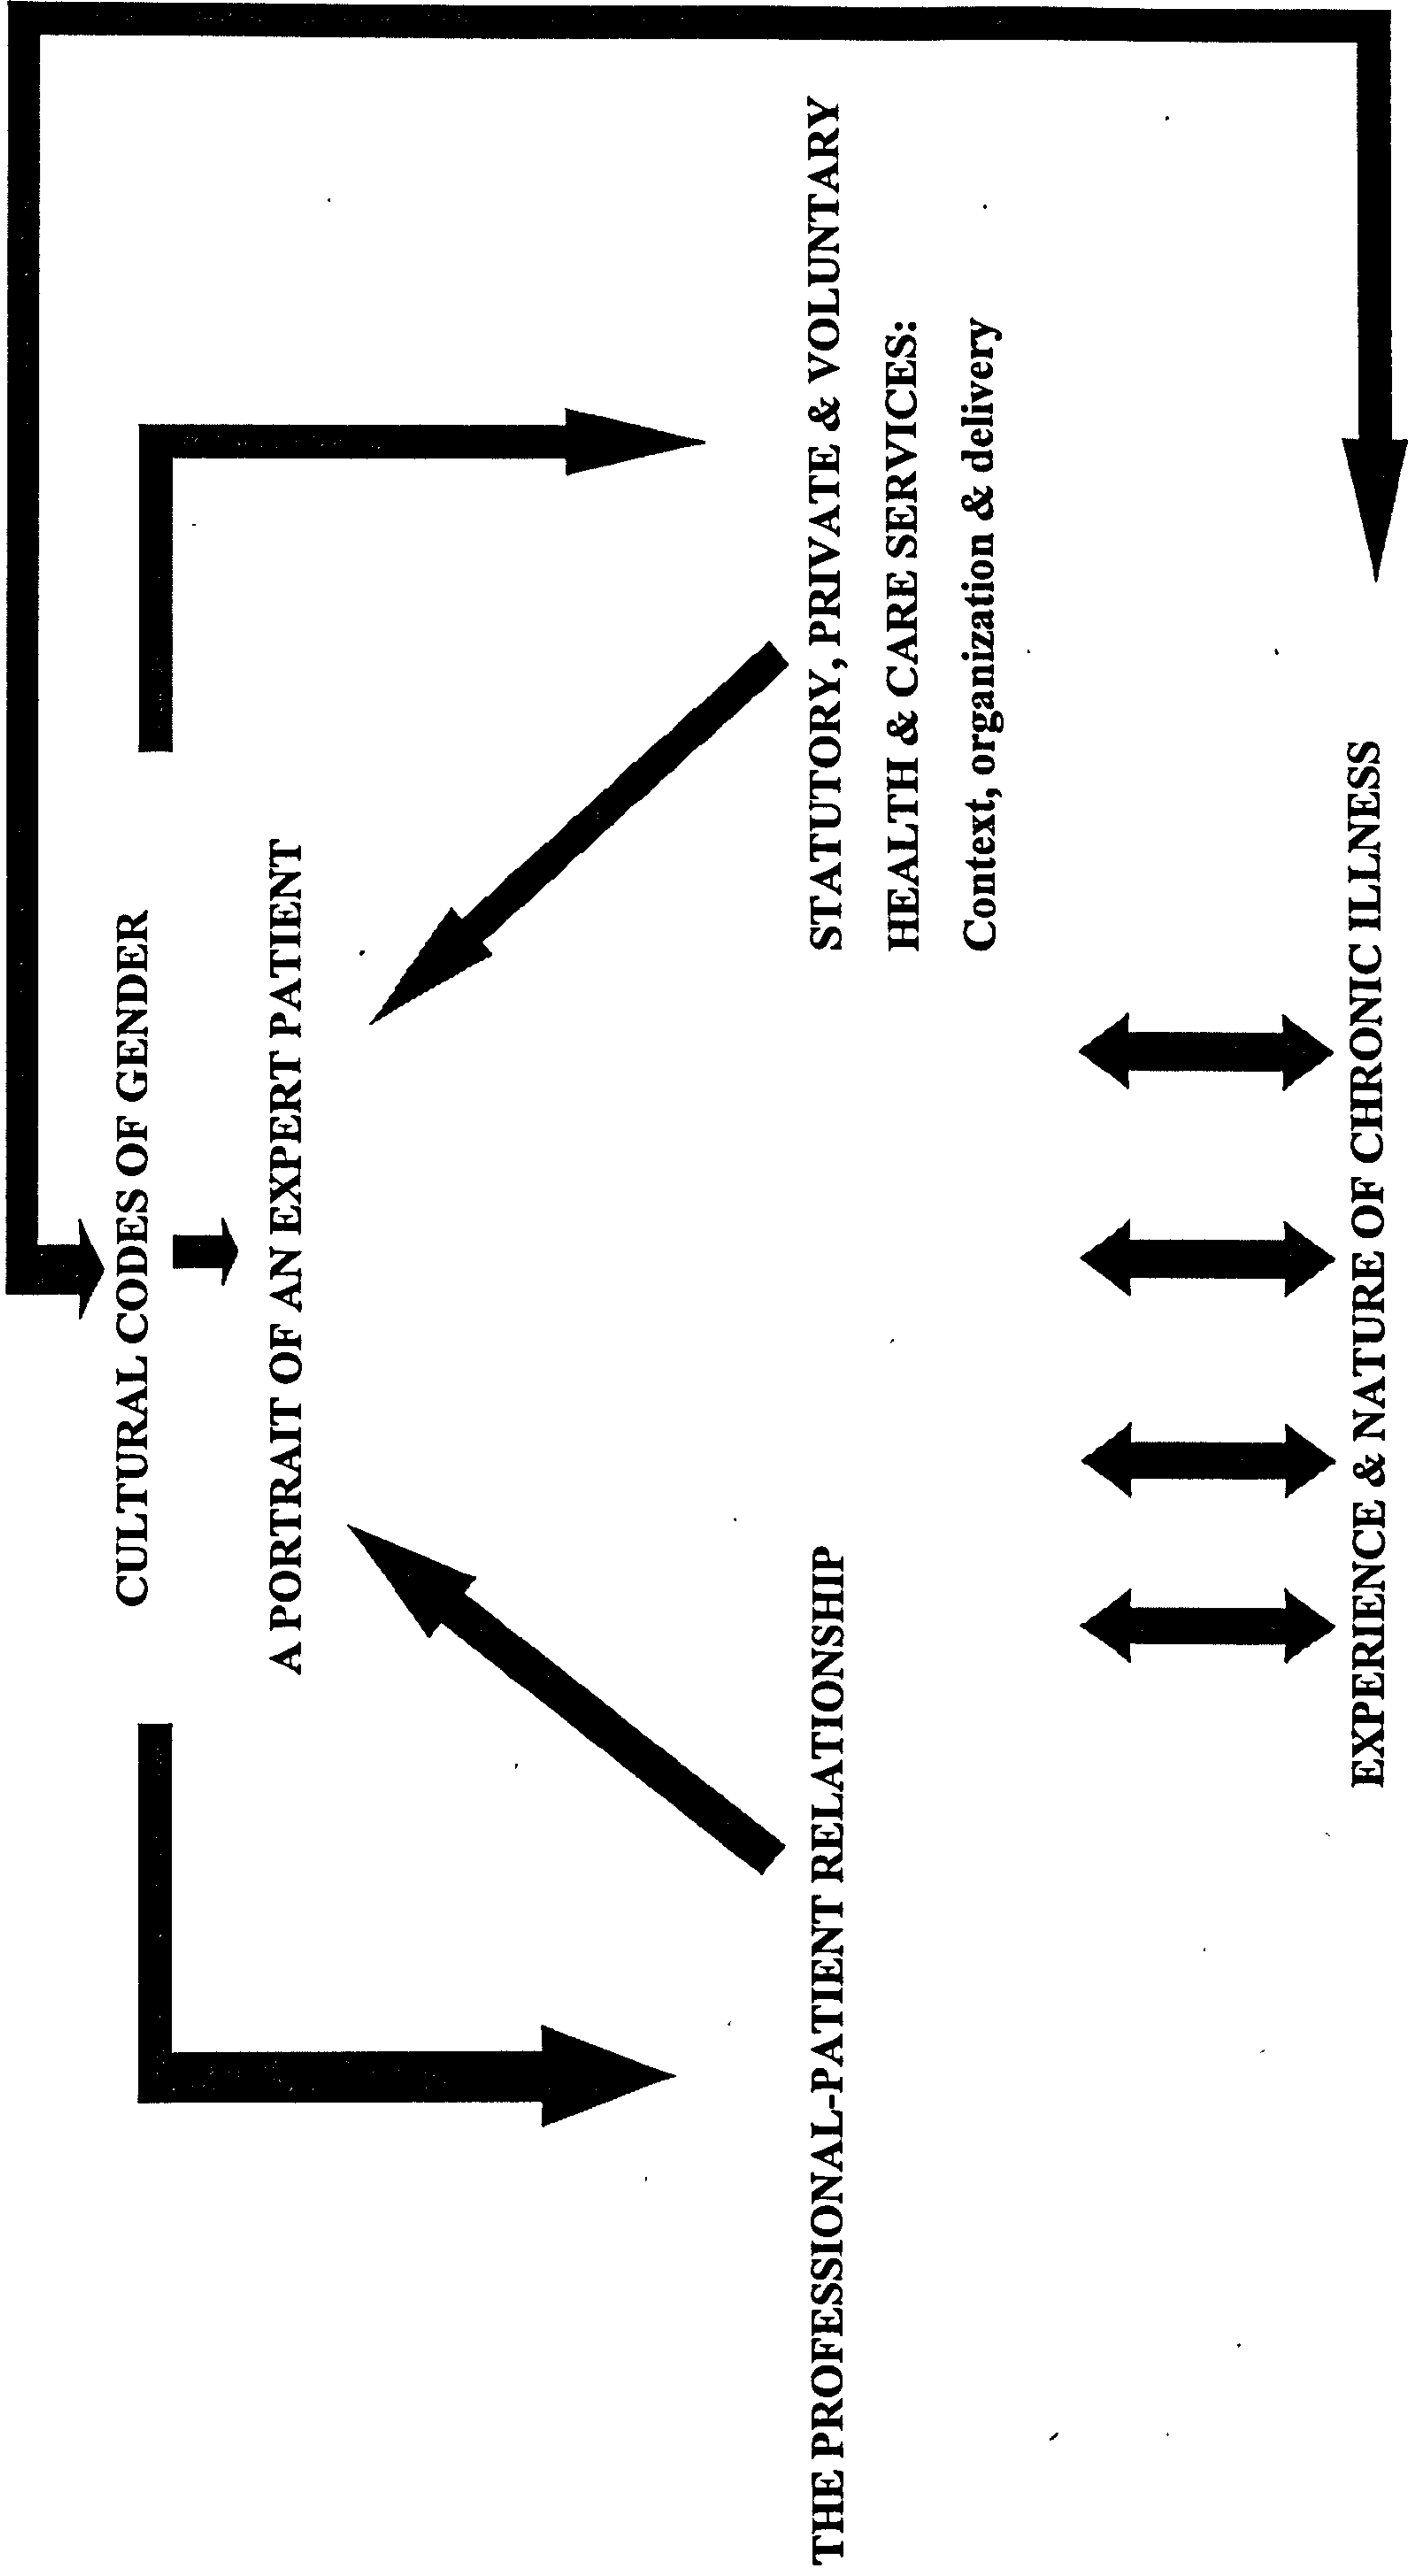 CULTURAL CODES OF GENDER
A PORTRAIT OF AN EXPERT PATIENT
THE PROFESSIONAL-PATIENT RELATIONSHIP
STATUTORY, PRIVATE & VOLUNTARY
HEALTH & CARE SERVICES:
Context, organization & delivery
EXPERIENCE & NATURE OF CHRONIC ILLNESS